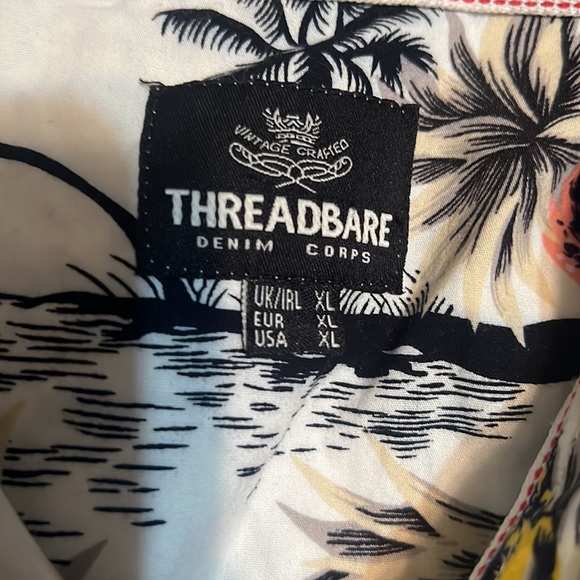 VINTAGE CRAFTED
THREADBARE
DENIM CORPS
UK/IRL XL
EUR XL
USA XL